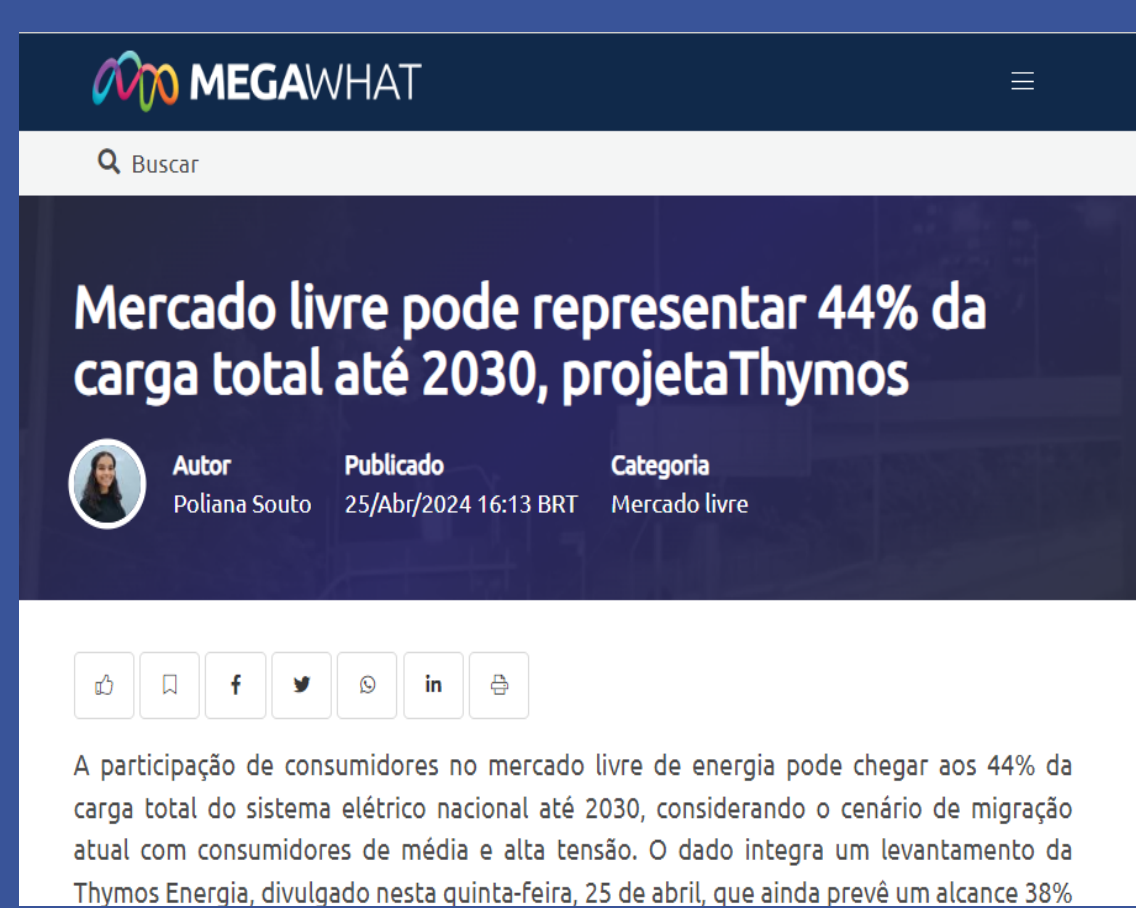 MEGAWHAT
Buscar
Mercado livre pode representar 44% da
carga total até 2030, projetaThymos
Autor
Poliana Souto
Publicado
25/Abr/2024 16:13 BRT
Categoria
Mercado livre
f
in
A participação de consumidores no mercado livre de energia pode chegar aos 44% da
carga total do sistema elétrico nacional até 2030, considerando o cenário de migração
atual com consumidores de média e alta tensão. O dado integra um levantamento da
Thymos Energia, divulgado nesta quinta-feira, 25 de abril, que ainda prevê um alcance 38%